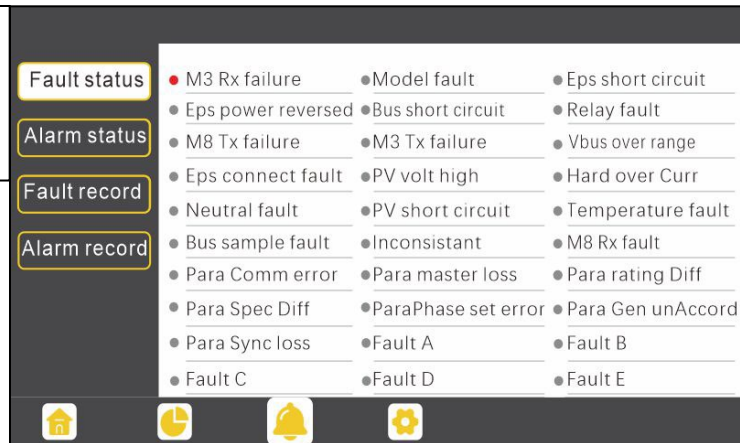 Fault status
Alarm status
Fault record
Alarm record
M3 Rx failure Model fault Eps short circuit
Eps power reversed Bus short circuit Relay fault
M8 Tx failure M3 Tx failure Vbus over range
Eps connect fault PV volt high Hard over Curr
Neutral fault PV short circuit Temperature fault
Bus sample fault Inconsistant M8 Rx fault
Para Comm error Para master loss Para rating Diff
Para Spec Diff ParaPhase set error Para Gen unAccord
Para Sync loss Fault A Fault B
Fault C Fault D Fault E